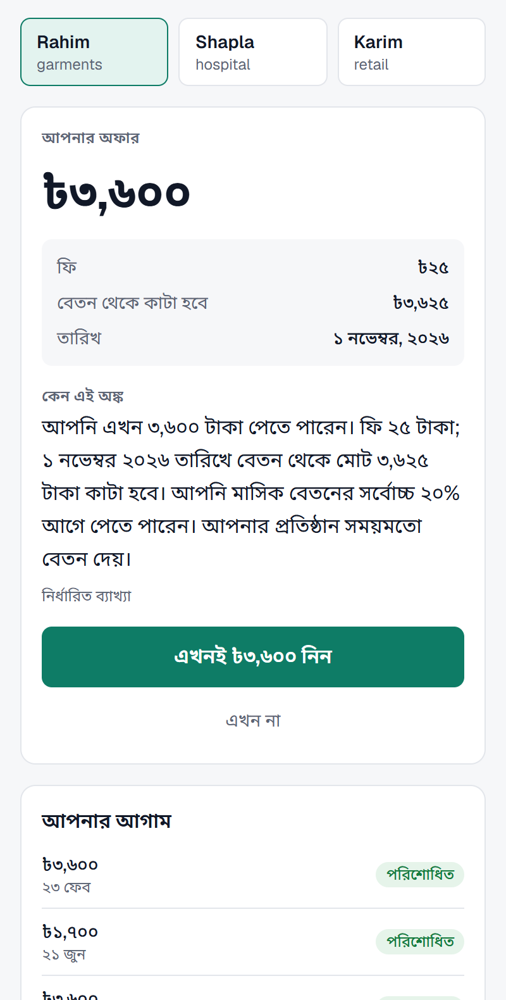 Rahim
garments
Shapla
hospital
Karim
retail
আপনার অফার
৳৩,৬০০
ফি ৳২৫
বেতন থেকে কাটা হবে ৳৩,৬২৫
তারিখ ১ নভেম্বর, ২০২৬
কেন এই অঙ্ক
আপনি এখন ৩,৬০০ টাকা পেতে পারেন। ফি ২৫ টাকা;
১ নভেম্বর ২০২৬ তারিখে বেতন থেকে মোট ৩,৬২৫
টাকা কাটা হবে। আপনি মাসিক বেতনের সর্বোচ্চ ২০%
আগে পেতে পারেন। আপনার প্রতিষ্ঠান সময়মতো
বেতন দেয়।
নির্ধারিত ব্যাখ্যা
এখনই ৳৩,৬০০ নিন
এখন না
আপনার আগাম
৳৩,৬০০
২৩ ফেব
পরিশোধিত
৳১,৭০০
২১ জুন
পরিশোধিত